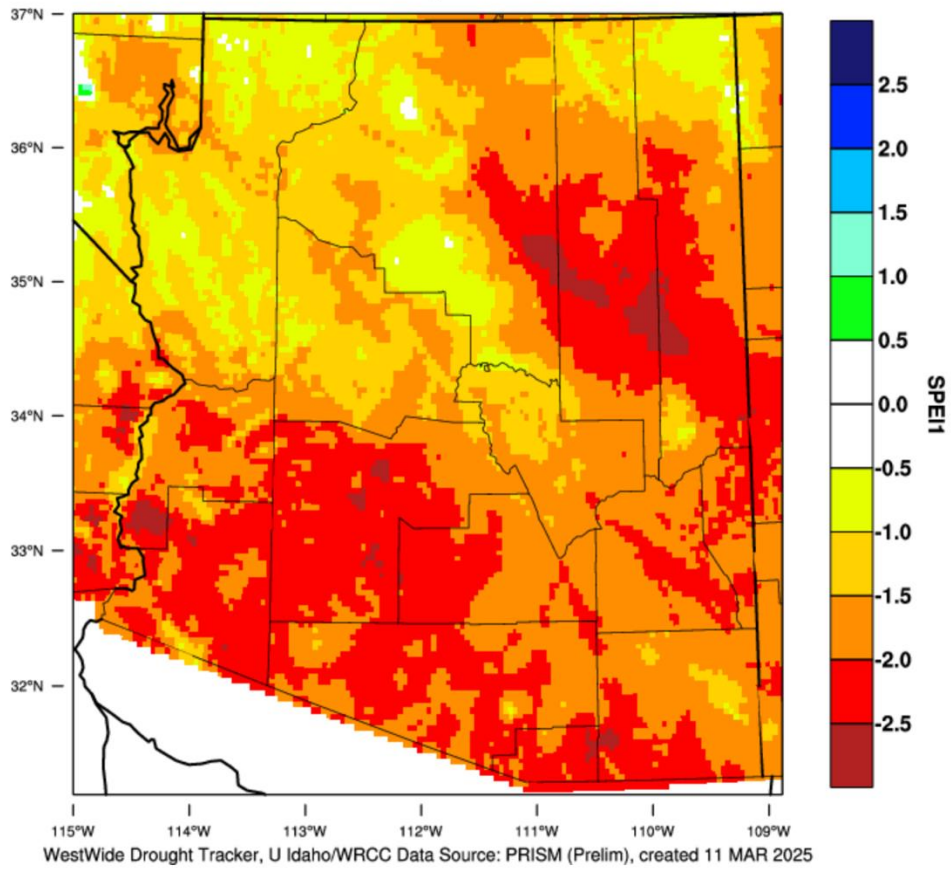 37°N
36°N
35°N
34°N
33°N
32°N
115°W 114°W 113°W 112°W 111°W 110°W 109°W
2.5
2.0
1.5
1.0
0.5
0.0
-0.5
-1.0
-1.5
-2.0
-2.5
SPEI1
WestWide Drought Tracker, U Idaho/WRCC Data Source: PRISM (Prelim), created 11 MAR 2025